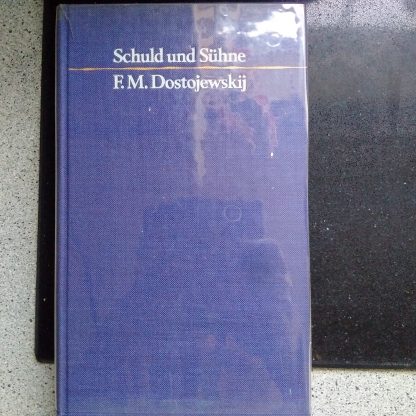 Schuld und Sühne
F. M. Dostojewskij